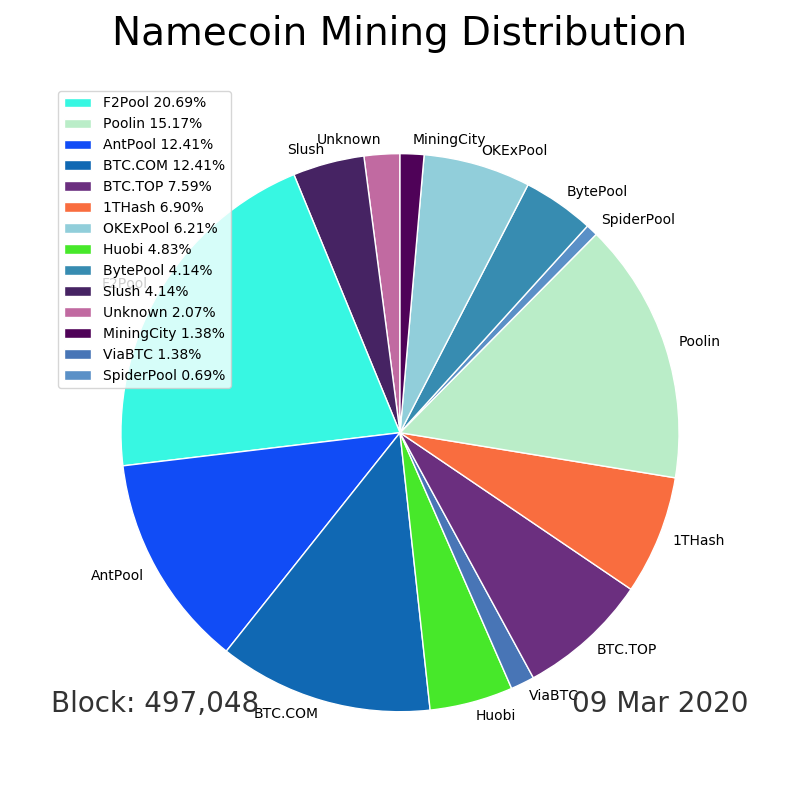 Namecoin Mining Distribution
F2Pool 20.69%
Poolin 15.17%
AntPool 12.41%
BTC.COM 12.41%
BTC.TOP 7.59%
1THash 6.90%
OKExPool 6.21%
Huobi 4.83%
BytePool 4.14%
Slush 4.14%
Unknown 2.07%
MiningCity 1.38%
ViaBTC 1.38%
SpiderPool 0.69%
Unknown
MiningCity
Slush
OKExPool
BytePool
SpiderPool
F2Pool
Poolin
1THash
AntPool
BTC.TOP
ViaBTC
BTC.COM
Huobi
Block: 497,048
09 Mar 2020